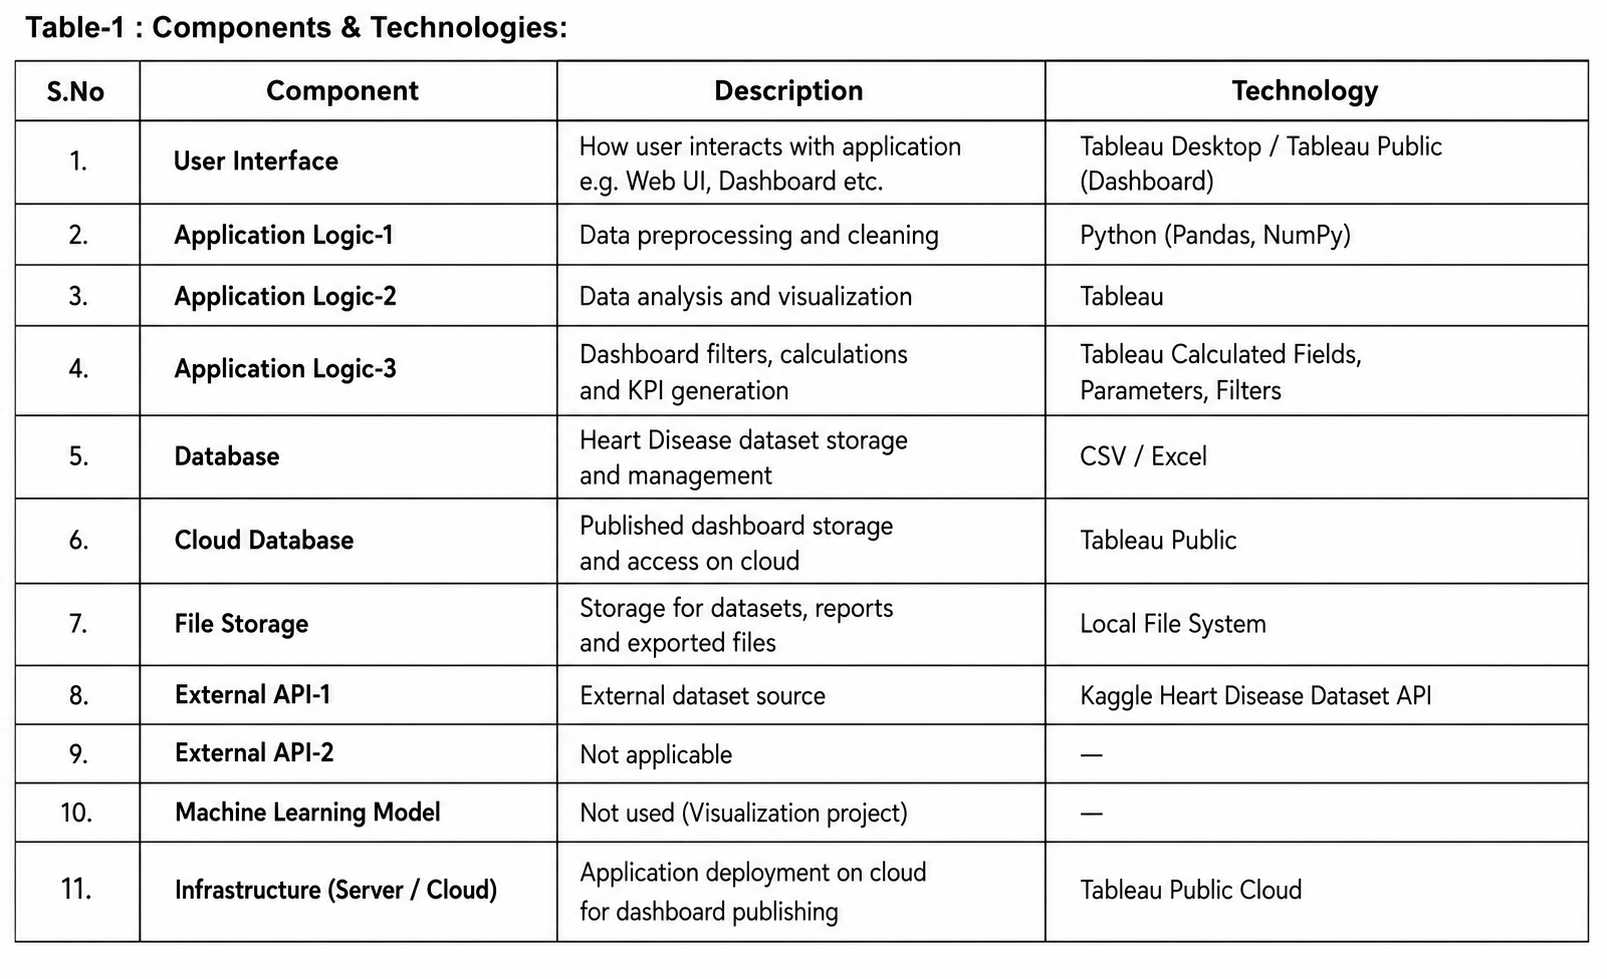 Table-1 : Components & Technologies:
S.No Component Description Technology
1. User Interface How user interacts with application e.g. Web UI, Dashboard etc. Tableau Desktop / Tableau Public (Dashboard)
2. Application Logic-1 Data preprocessing and cleaning Python (Pandas, NumPy)
3. Application Logic-2 Data analysis and visualization Tableau
4. Application Logic-3 Dashboard filters, calculations and KPI generation Tableau Calculated Fields, Parameters, Filters
5. Database Heart Disease dataset storage and management CSV / Excel
6. Cloud Database Published dashboard storage and access on cloud Tableau Public
7. File Storage Storage for datasets, reports and exported files Local File System
8. External API-1 External dataset source Kaggle Heart Disease Dataset API
9. External API-2 Not applicable —
10. Machine Learning Model Not used (Visualization project) —
11. Infrastructure (Server / Cloud) Application deployment on cloud for dashboard publishing Tableau Public Cloud